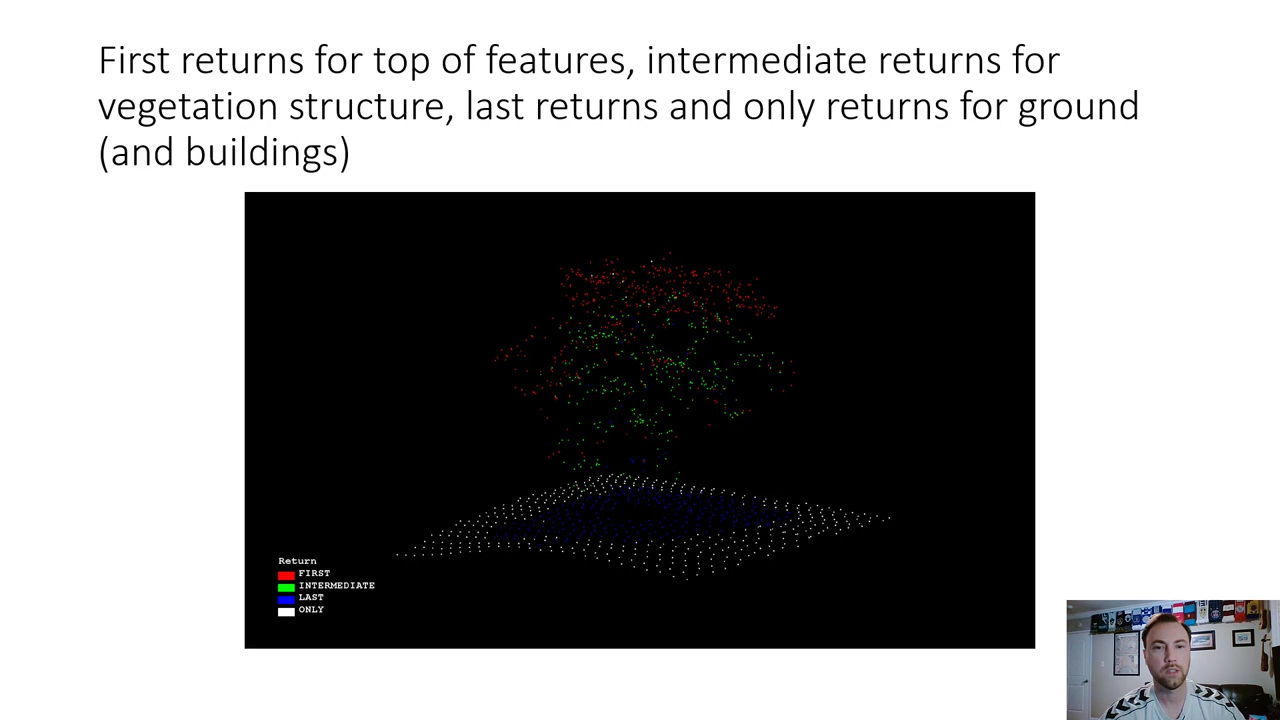 First returns for top of features, intermediate returns for
vegetation structure, last returns and only returns for ground
(and buildings)
Return
FIRST
INTERMEDIATE
LAST
ONLY